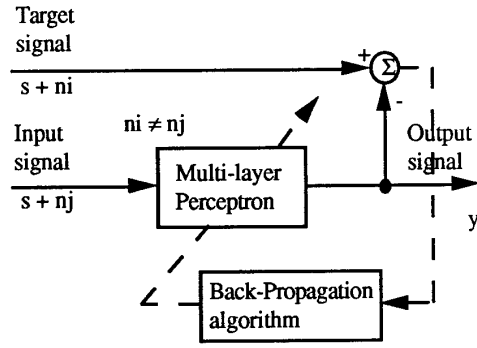 Target
signal
s + ni
+
Σ
-
ni ≠ nj
Input
signal
s + nj
Multi-layer
Perceptron
Output
signal
y
Back-Propagation
algorithm